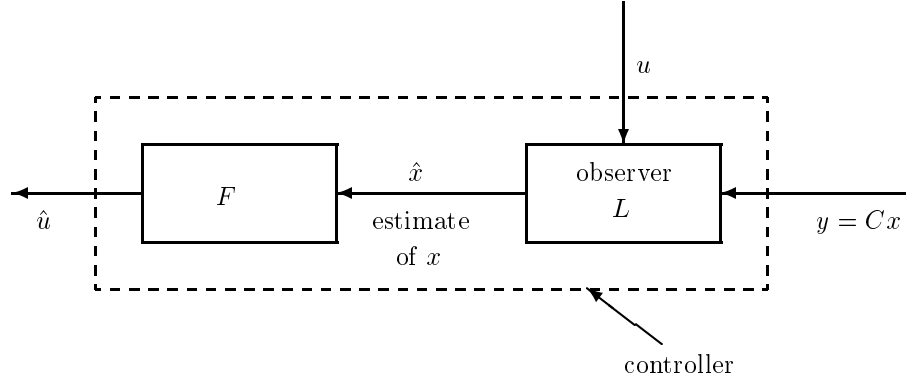 u
observer
L
x̂
F
û
estimate
of x
y = Cx
controller